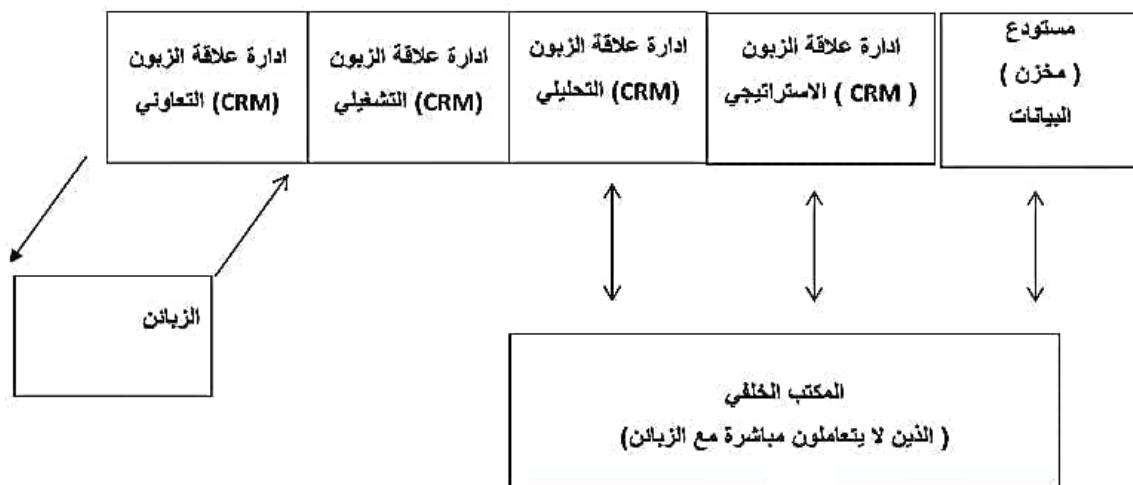 مستودع
( مخزن )
البيانات
ادارة علاقة الزبون
( CRM ) الاستراتيجي
ادارة علاقة الزبون
(CRM) التحليلي
ادارة علاقة الزبون
(CRM) التشغيلي
ادارة علاقة الزبون
(CRM) التعاوني
الزبائن
المكتب الخلفي
( الذين لا يتعاملون مباشرة مع الزبائن)